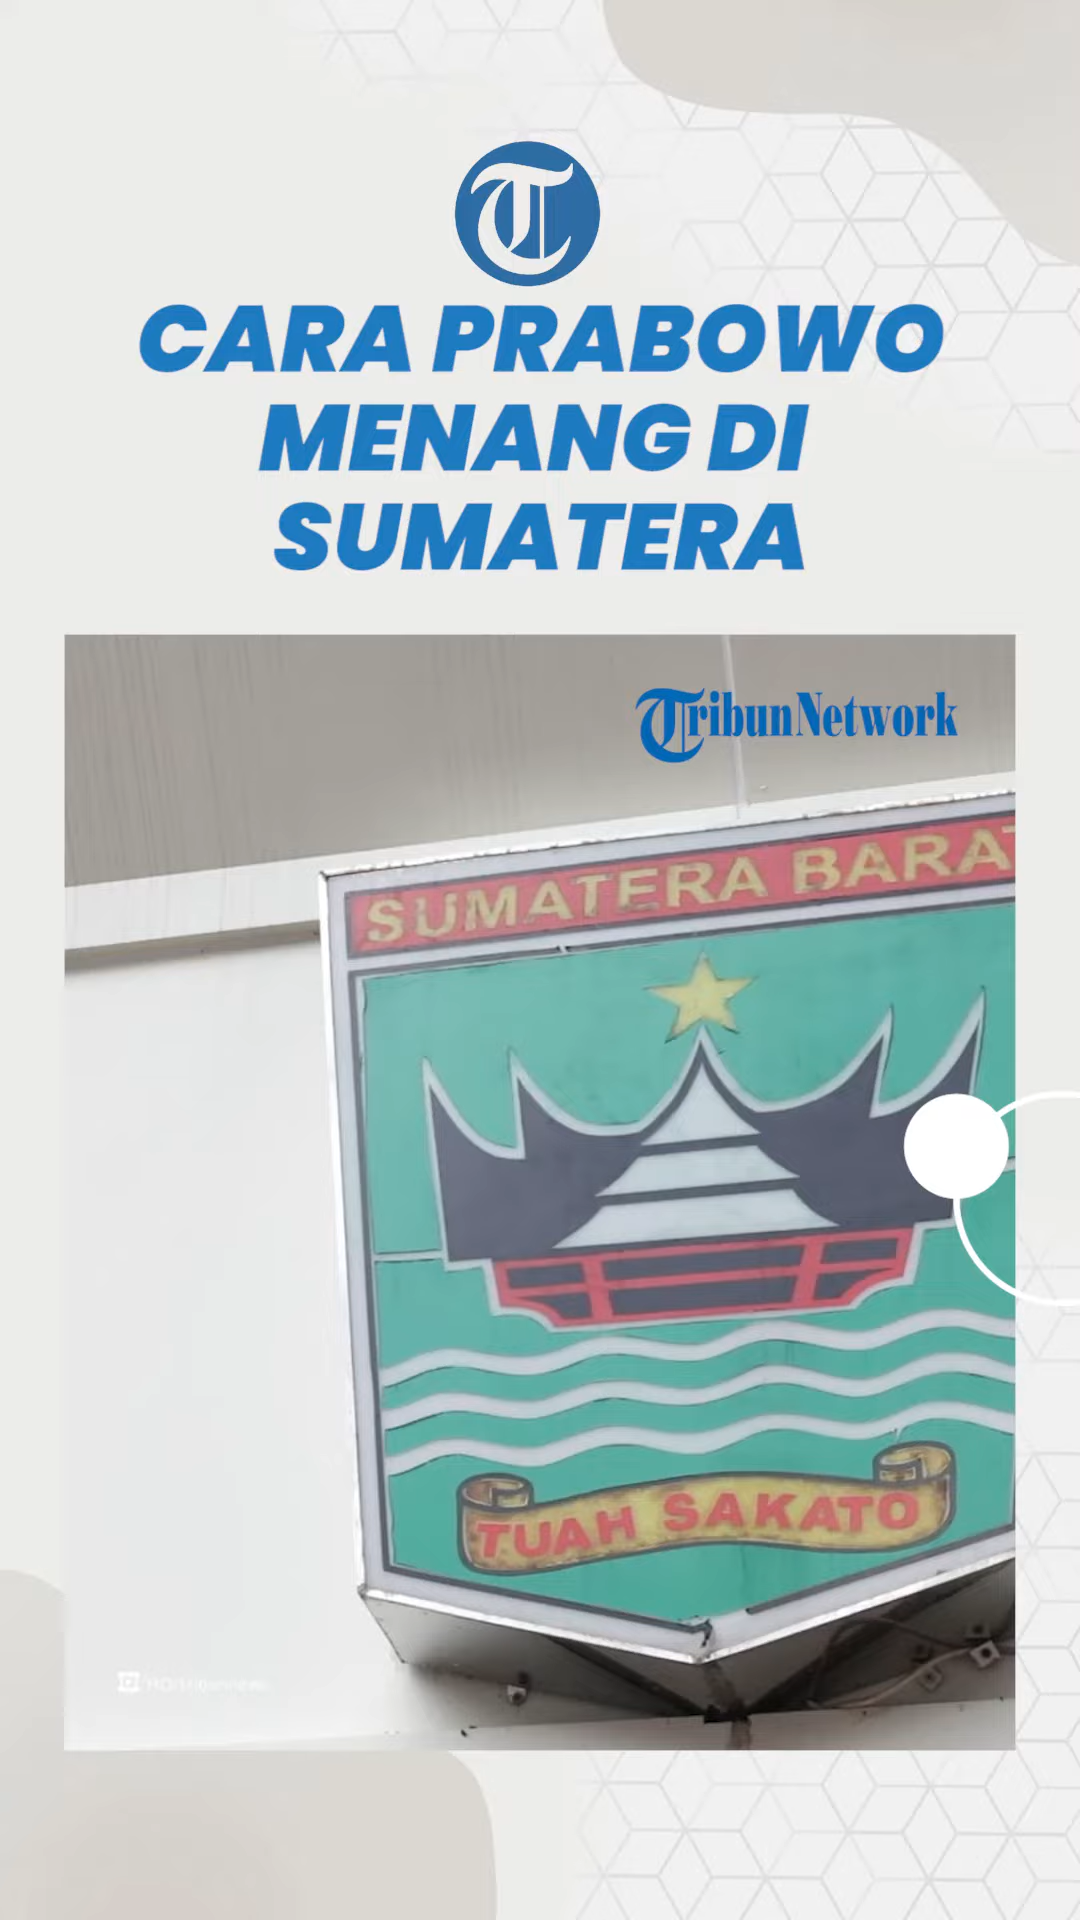 CARA PRABOWO
MENANG DI
SUMATERA
TribunNetwork
SUMATERA BARAT
TUAH SAKATO